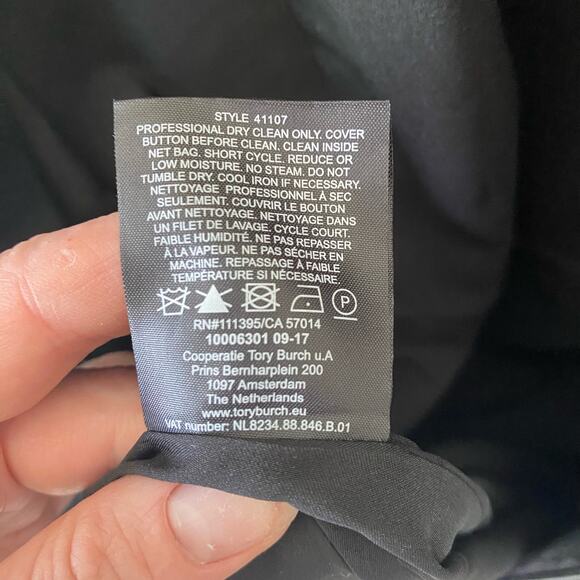 STYLE 41107
PROFESSIONAL DRY CLEAN ONLY. COVER
BUTTON BEFORE CLEAN. CLEAN INSIDE
NET BAG. SHORT CYCLE. REDUCE OR
LOW MOISTURE. NO STEAM. DO NOT
TUMBLE DRY. COOL IRON IF NECESSARY.
NETTOYAGE PROFESSIONNEL À SEC
SEULEMENT. COUVRIR LE BOUTON
AVANT NETTOYAGE. NETTOYAGE DANS
UN FILET DE LAVAGE. CYCLE COURT.
FAIBLE HUMIDITÉ. NE PAS REPASSER
À LA VAPEUR. NE PAS SÉCHER EN
MACHINE. REPASSAGE À FAIBLE
TEMPÉRATURE SI NÉCESSAIRE.
P
RN#111395/CA 57014
10006301 09-17
Cooperatie Tory Burch u.A
Prins Bernharplein 200
1097 Amsterdam
The Netherlands
www.toryburch.eu
VAT number: NL8234.88.846.B.01